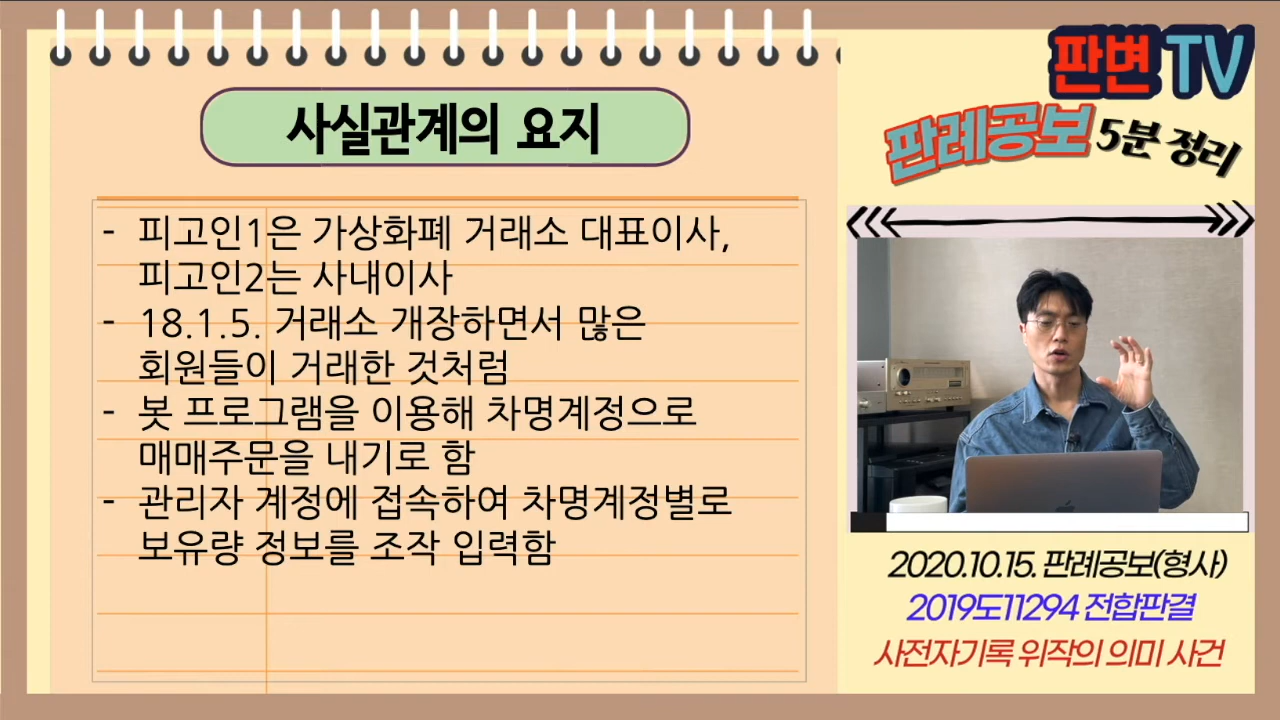 사실관계의 요지
- 피고인1은 가상화폐 거래소 대표이사,
피고인2는 사내이사
- 18.1.5. 거래소 개장하면서 많은
회원들이 거래한 것처럼
- 봇 프로그램을 이용해 차명계정으로
매매주문을 내기로 함
- 관리자 계정에 접속하여 차명계정별로
보유량 정보를 조작 입력함
판변 TV
판례공보 5분 정리
2020.10.15. 판례공보(형사)
2019도11294 전합판결
사전자기록 위작의 의미 사건